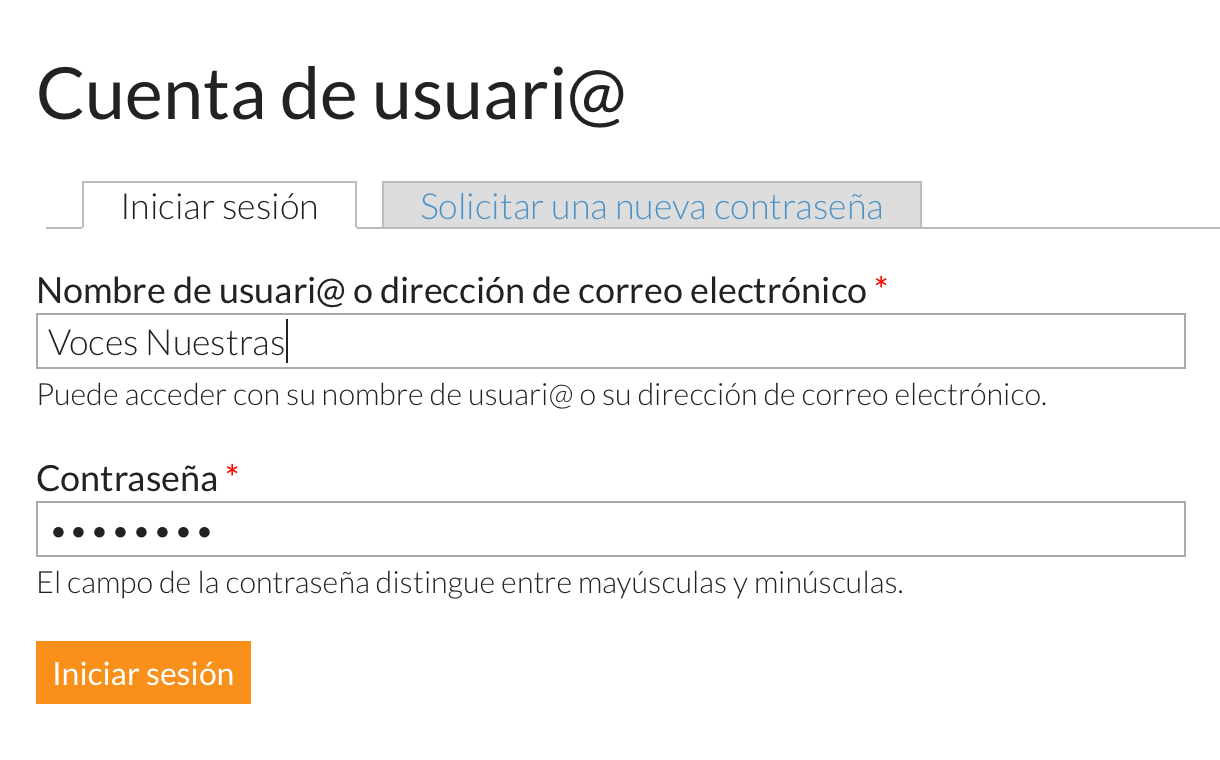 Cuenta de usuari@
Iniciar sesión Solicitar una nueva contraseña
Nombre de usuari@ o dirección de correo electrónico *
Voces Nuestras
Puede acceder con su nombre de usuari@ o su dirección de correo electrónico.
Contraseña *
••••••••
El campo de la contraseña distingue entre mayúsculas y minúsculas.
Iniciar sesión